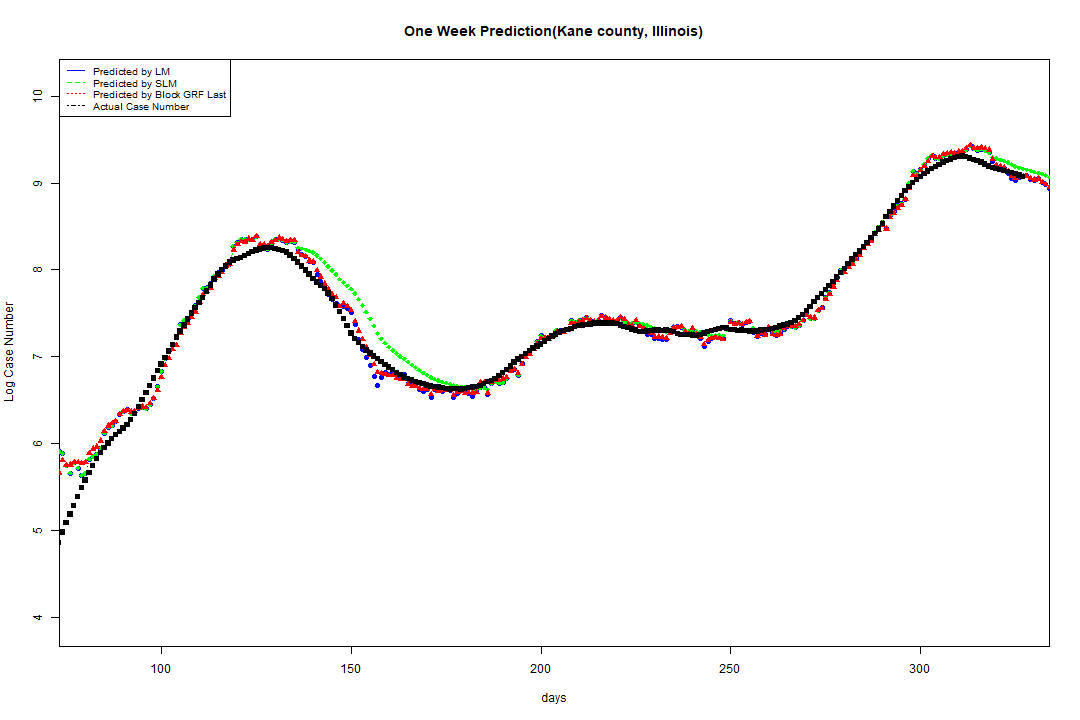 One Week Prediction(Kane county, Illinois)
Predicted by LM
Predicted by SLM
Predicted by Block GRF Last
Actual Case Number
10
9
8
7
6
5
4
Log Case Number
100 150 200 250 300
days